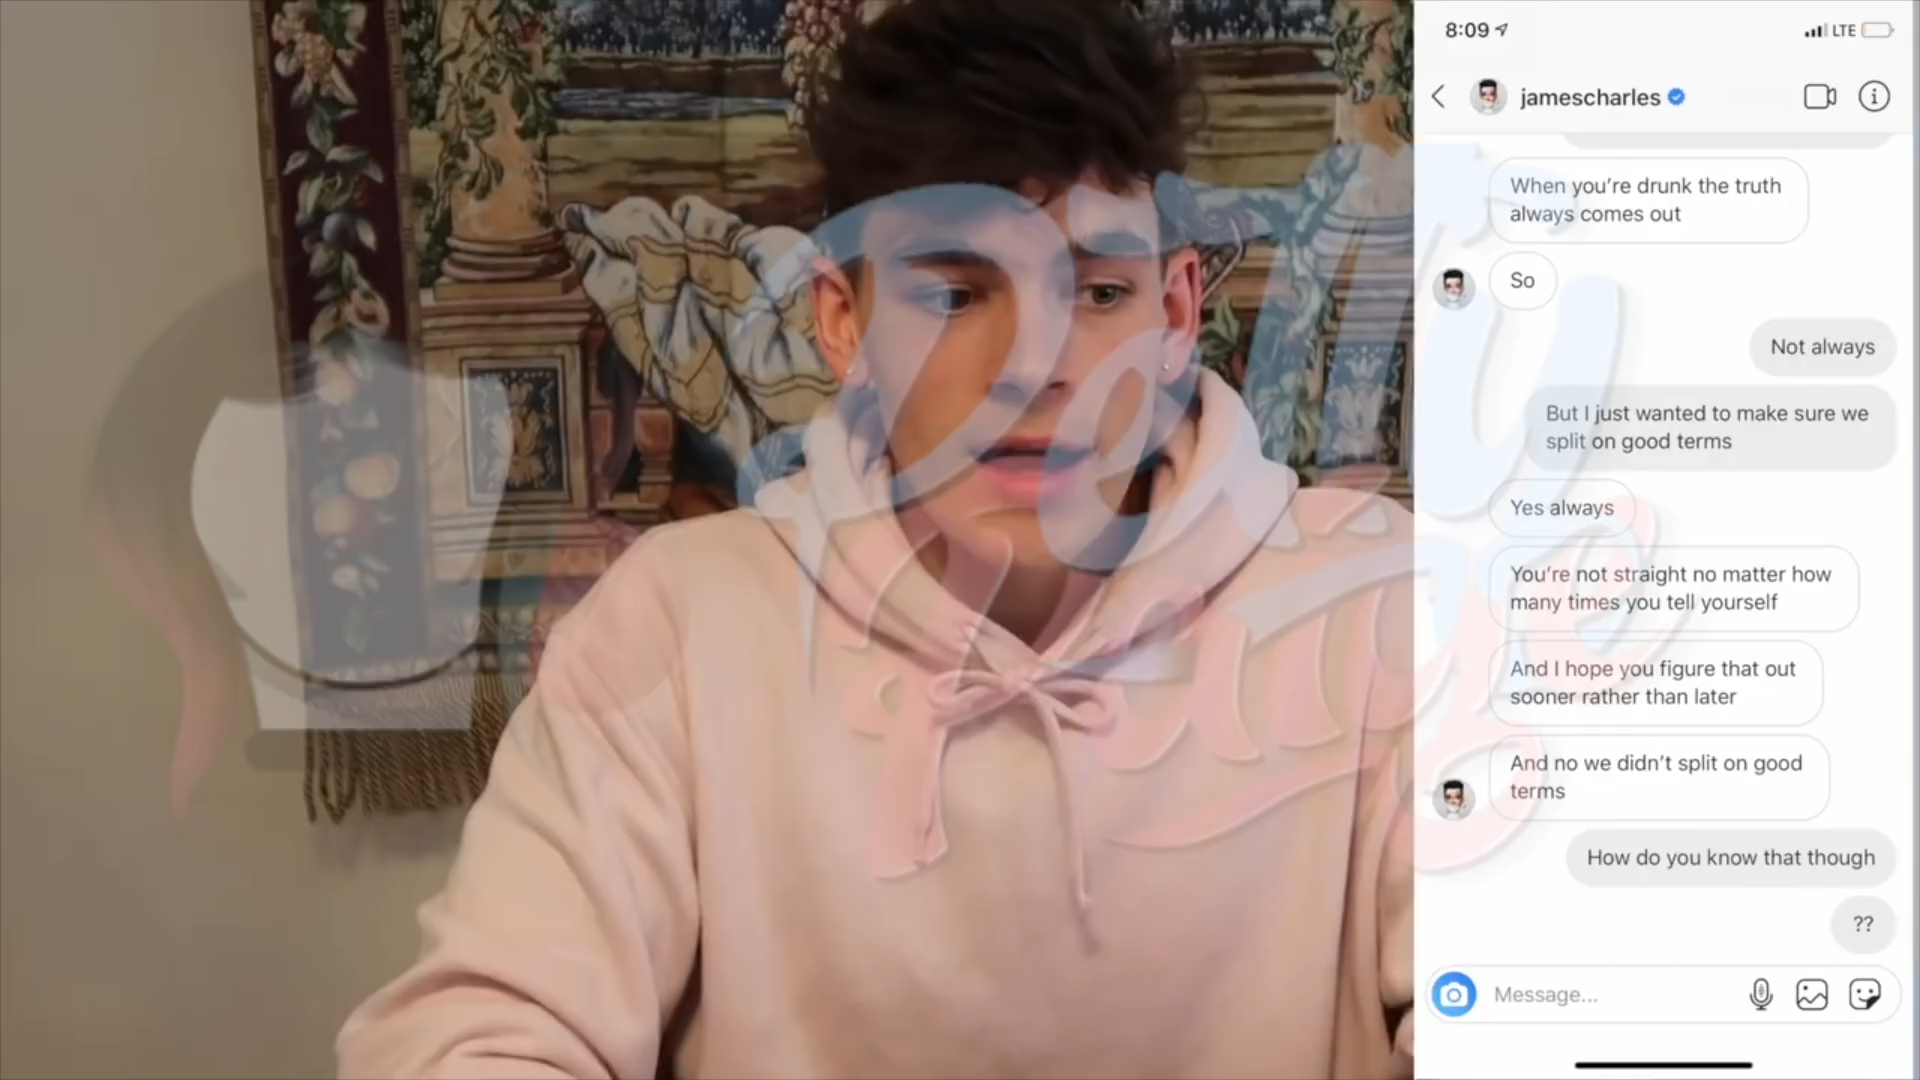 8:09
LTE
jamescharles
When you're drunk the truth
always comes out
So
Not always
But I just wanted to make sure we
split on good terms
Yes always
You're not straight no matter how
many times you tell yourself
And I hope you figure that out
sooner rather than later
And no we didn't split on good
terms
How do you know that though
??
Message...
Petty
Paige